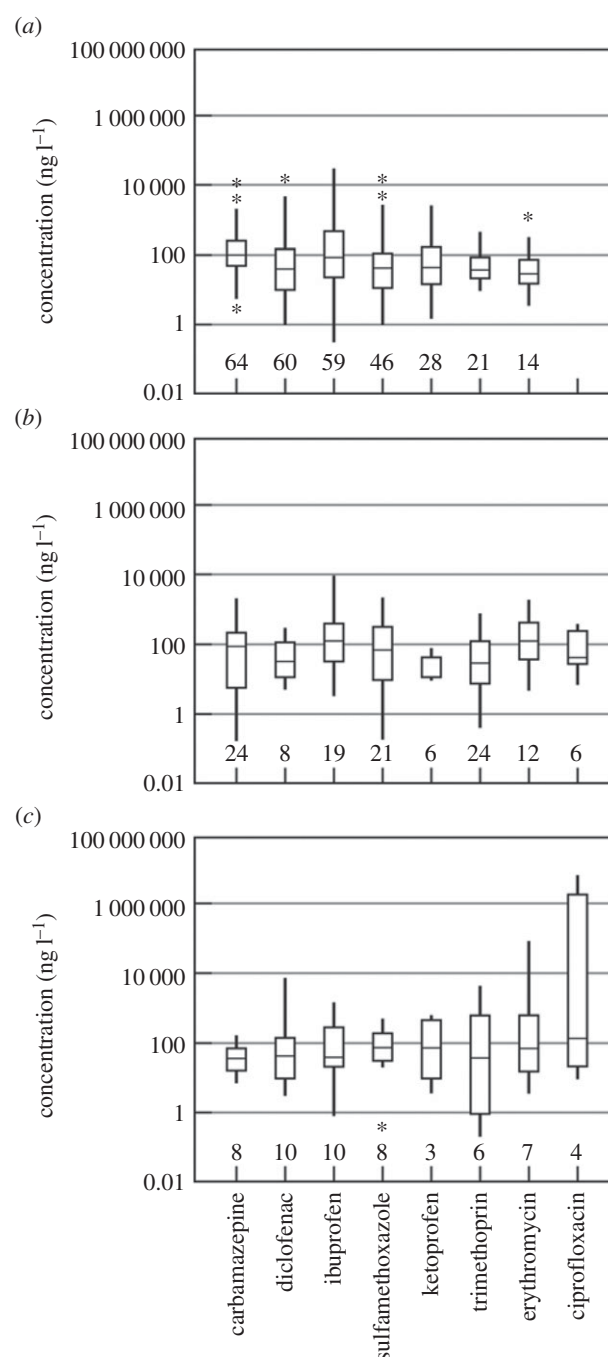 (a)
100 000 000
1 000 000
10 000
100
1
0.01
concentration (ng l⁻¹)
* * * * * * *
64 60 59 46 28 21 14
(b)
100 000 000
1 000 000
10 000
100
1
0.01
concentration (ng l⁻¹)
24 8 19 21 6 24 12 6
(c)
100 000 000
1 000 000
10 000
100
1
0.01
concentration (ng l⁻¹)
*
8 10 10 8 3 6 7 4
carbamazepine
diclofenac
ibuprofen
sulfamethoxazole
ketoprofen
trimethoprin
erythromycin
ciprofloxacin